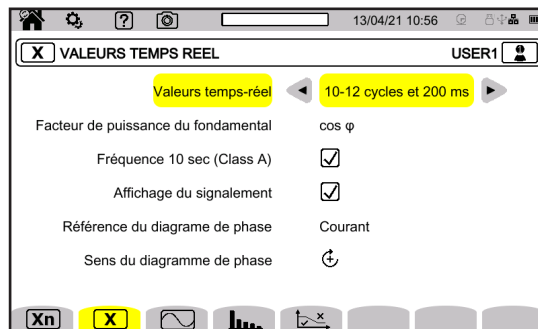 13/04/21 10:56
X VALEURS TEMPS REEL USER1
Valeurs temps-réel 10-12 cycles et 200 ms
Facteur de puissance du fondamental cos φ
Fréquence 10 sec (Class A)
Affichage du signalement
Référence du diagrame de phase Courant
Sens du diagramme de phase
Xn X